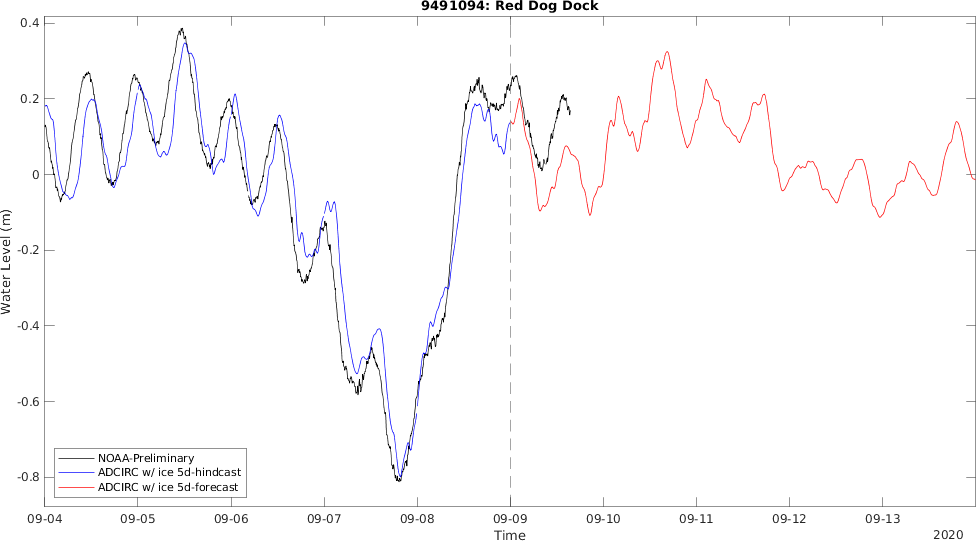 9491094: Red Dog Dock
0.4
0.2
0
-0.2
-0.4
-0.6
-0.8
Water Level (m)
NOAA-Preliminary
ADCIRC w/ ice 5d-hindcast
ADCIRC w/ ice 5d-forecast
09-04 09-05 09-06 09-07 09-08 09-09 09-10 09-11 09-12 09-13
Time
2020